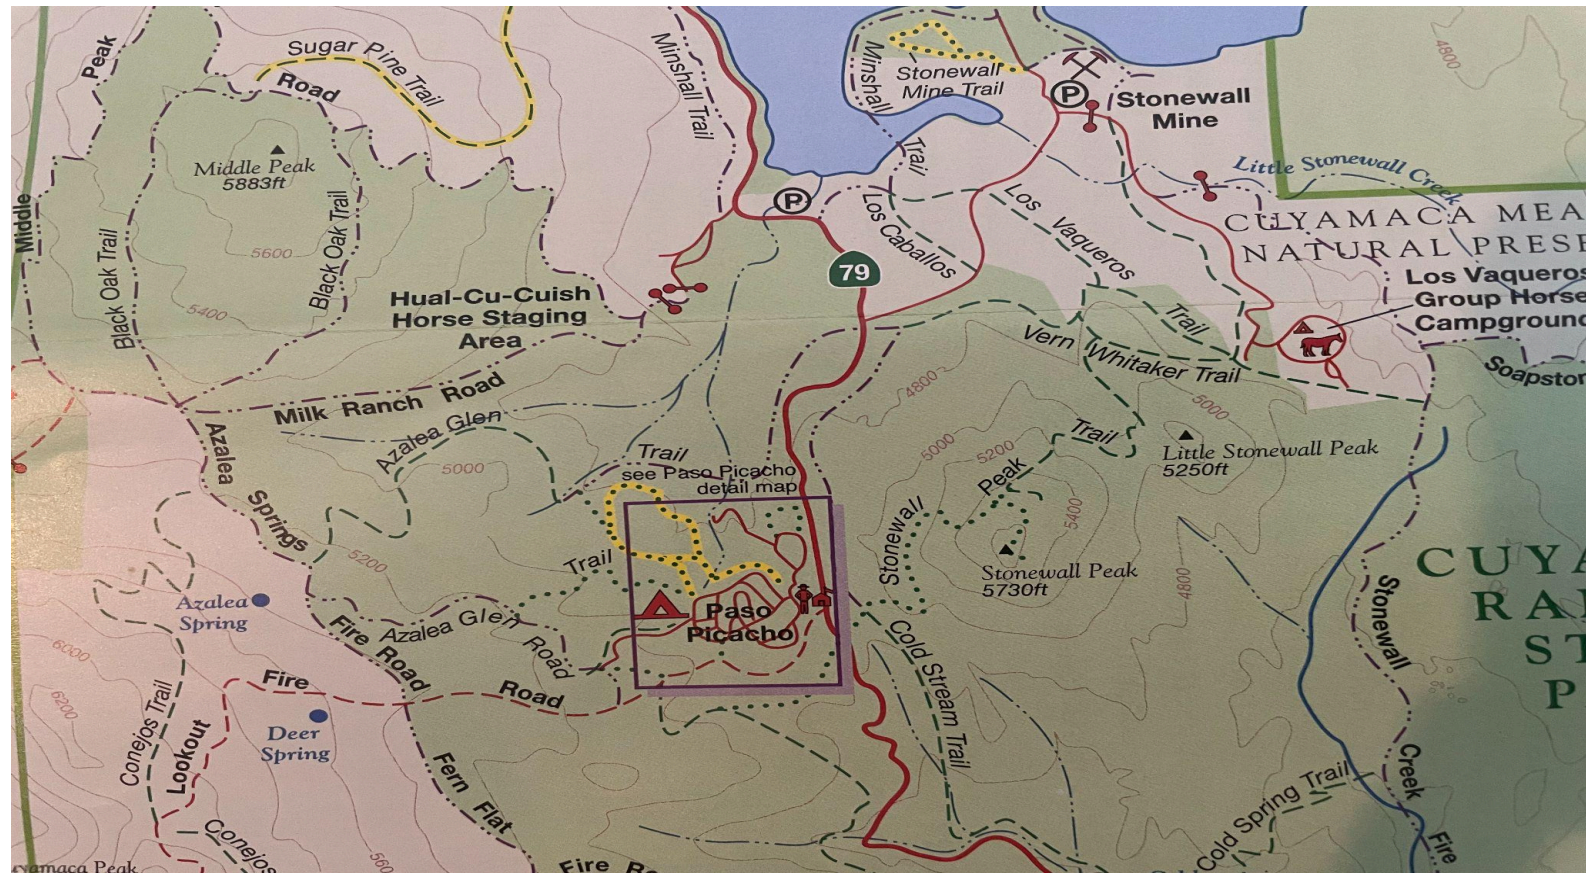 Peak
Sugar Pine Trail
Road
Minshall Trail
Minshall
Trail
Stonewall
Mine Trail
P
Stonewall
Mine
4800
Middle Peak
5883ft
Middle
5600
5400
Black Oak Trail
Black Oak Trail
P
Los Caballos
Los Vaqueros
Trail
Little Stonewall Creek
CUYAMACA MEA
NATURAL PRESE
79
Los Vaqueros
Group Horse
Campground
Hual-Cu-Cuish
Horse Staging
Area
Vern Whitaker Trail
Soapston
Milk Ranch Road
Azalea Glen
Trail
5000
4800
5000
5200
5400
5000
Little Stonewall Peak
5250ft
see Paso Picacho
detail map
Azalea
Springs
Fire
Road
Stonewall
Peak
Trail
Stonewall Peak
5730ft
4800
5200
Trail
Azalea
Spring
Azalea Glen
Road
Paso
Picacho
Cold Stream Trail
Stonewall
Creek
Fire
CUYA
RA
ST
P
6000
6200
Fire
Road
Lookout
Deer
Spring
Conejos Trail
Conejos
Fern Flat
Fire
560
Cold Spring Trail
yamaca Peak